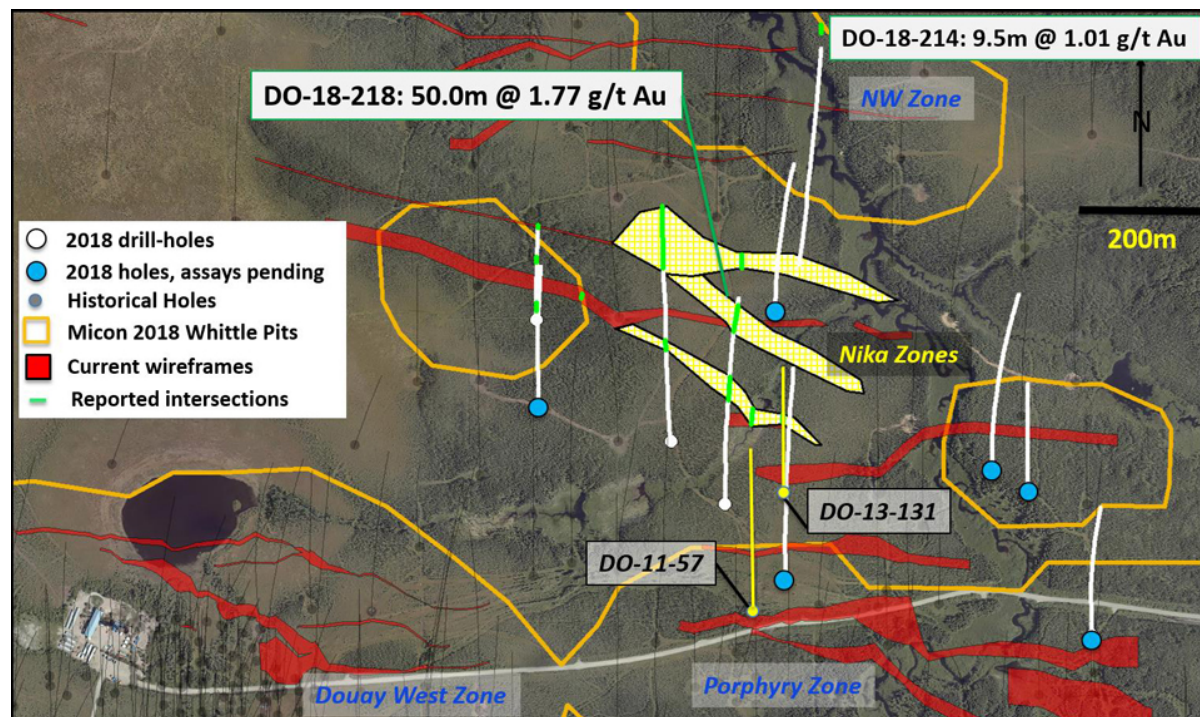 DO-18-214: 9.5m @ 1.01 g/t Au
DO-18-218: 50.0m @ 1.77 g/t Au
NW Zone
N
200m
2018 drill-holes
2018 holes, assays pending
Historical Holes
Micon 2018 Whittle Pits
Current wireframes
Reported intersections
Nika Zones
DO-13-131
DO-11-57
Douay West Zone
Porphyry Zone